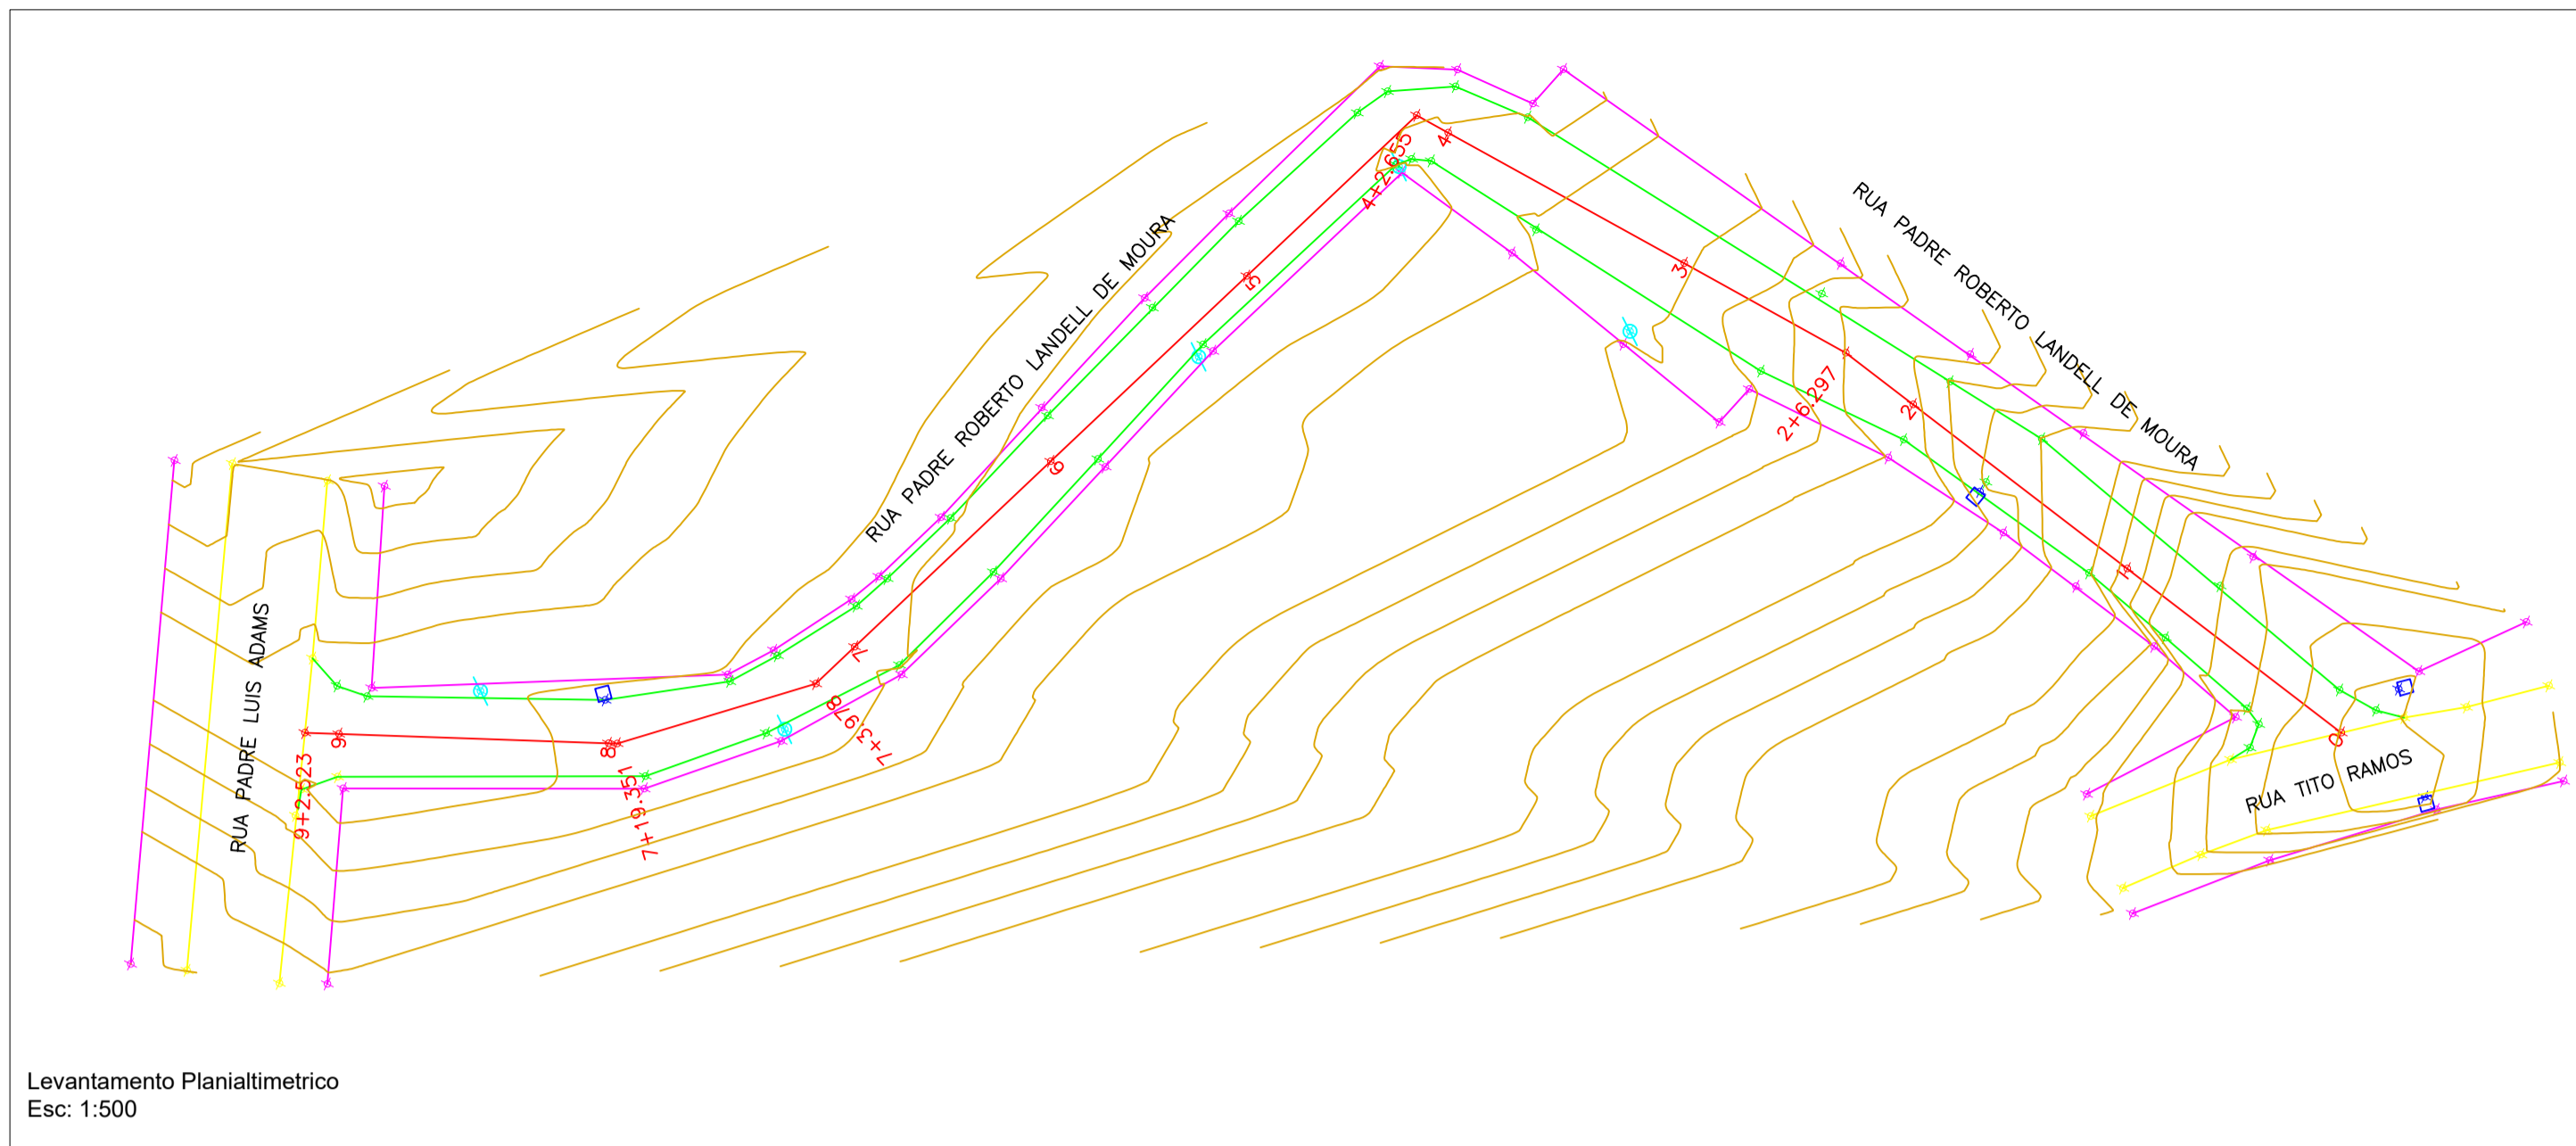 4+2.655
4
RUA PADRE ROBERTO LANDELL DE MOURA
3
RUA PADRE ROBERTO LANDELL DE MOURA
5
2+6.297
2
6
1
RUA PADRE LUIS ADAMS
7
7+3.978
9
8
0
9+2.523
7+19.351
RUA TITO RAMOS
Levantamento Planialtimetrico
Esc: 1:500